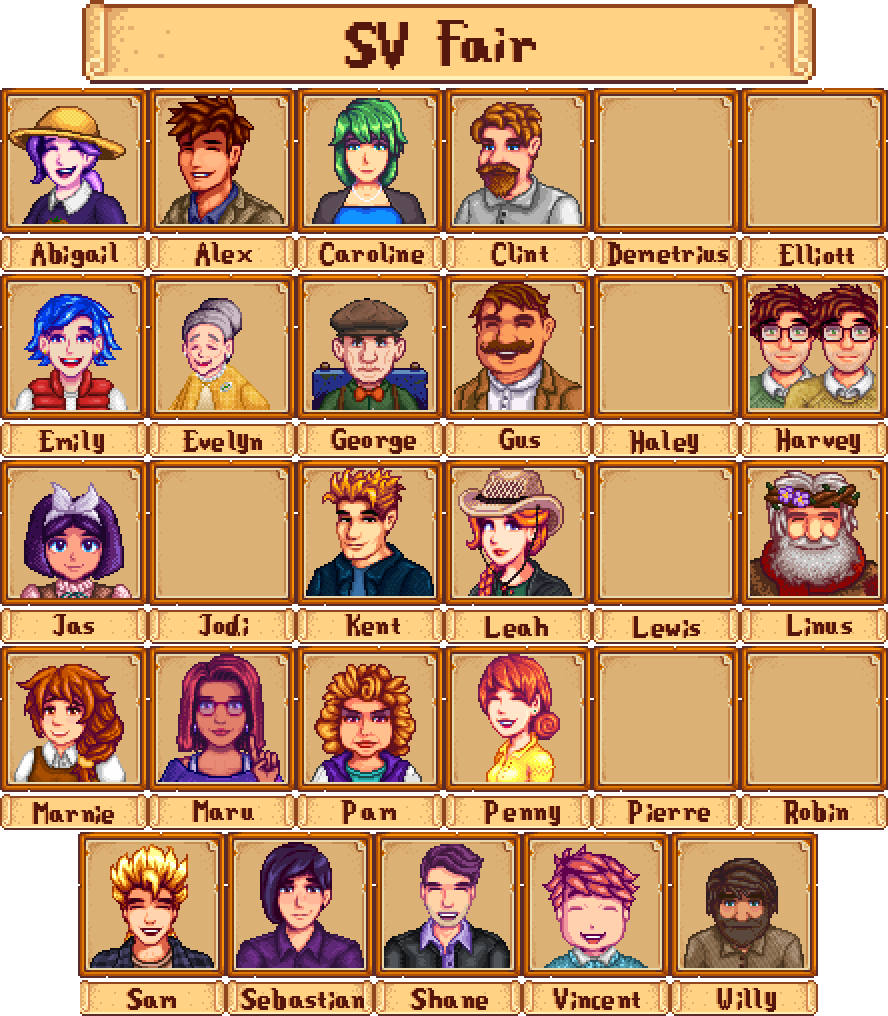 SV Fair
Abigail Alex Caroline Clint Demetrius Elliott
Emily Evelyn George Gus Haley Harvey
Jas Jodi Kent Leah Lewis Linus
Marnie Maru Pam Penny Pierre Robin
Sam Sebastian Shane Vincent Willy